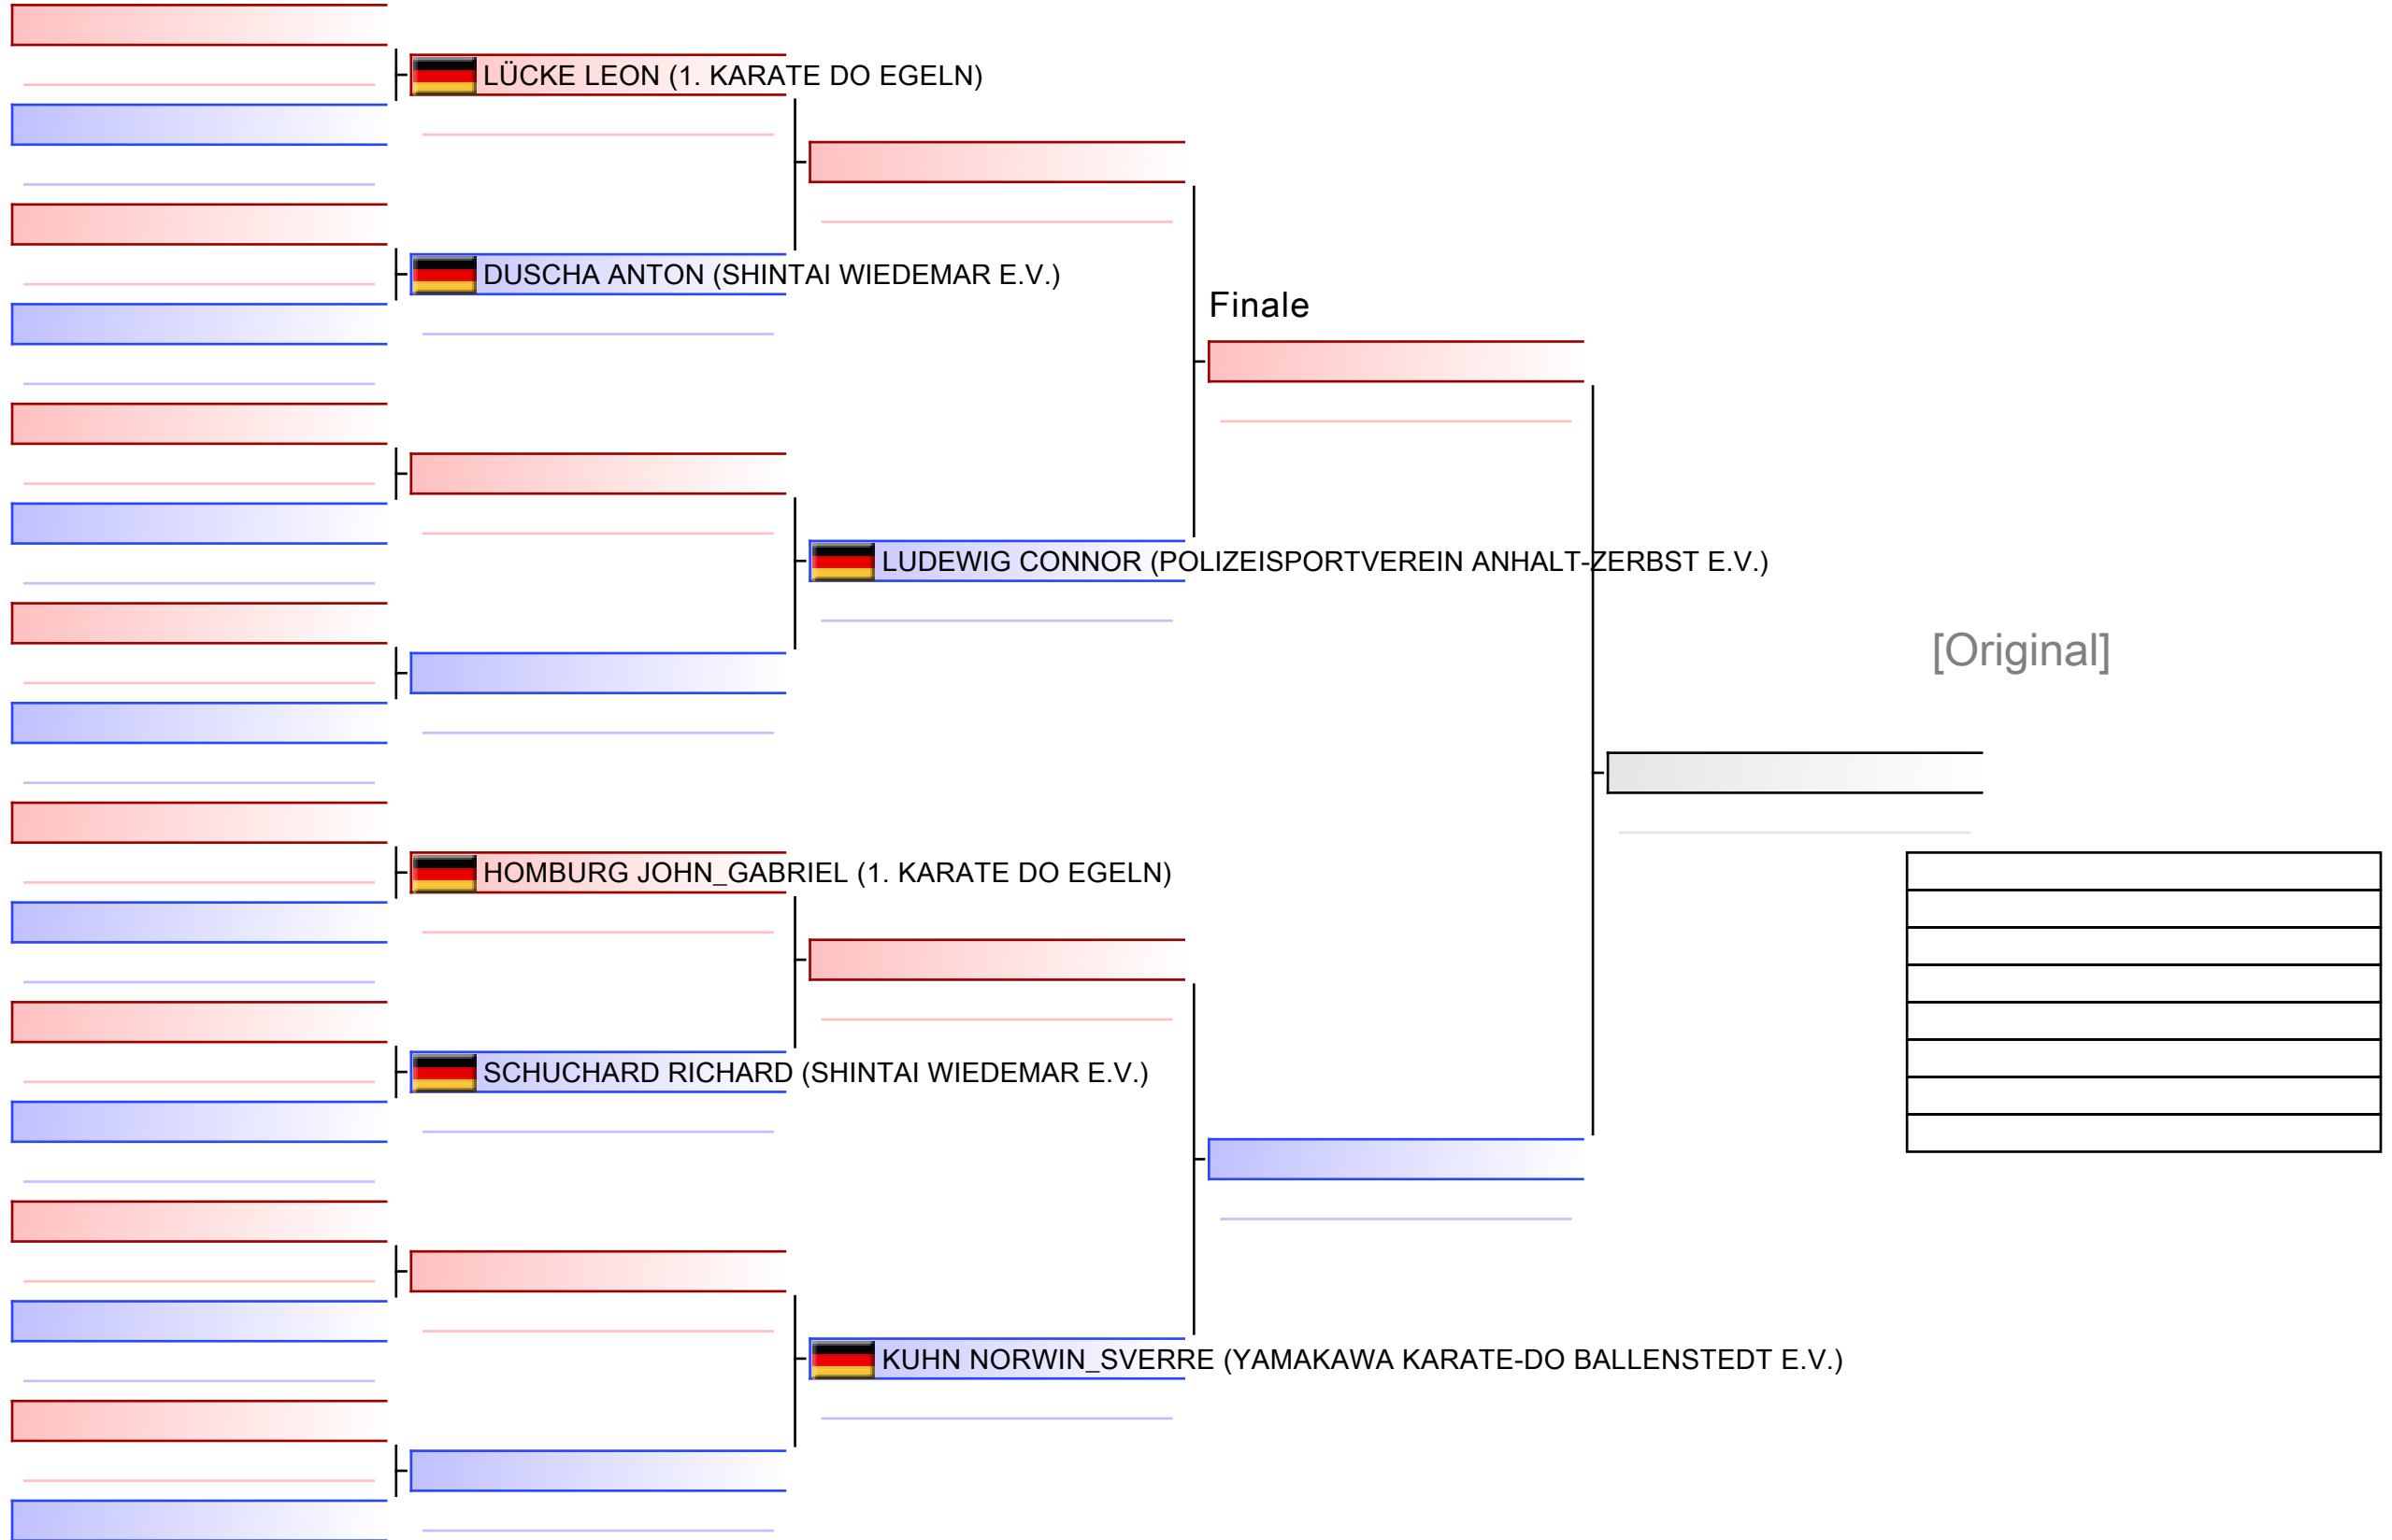 LÜCKE LEON (1. KARATE DO EGELN)
DUSCHA ANTON (SHINTAI WIEDEMAR E.V.)
Finale
LUDEWIG CONNOR (POLIZEISPORTVEREIN ANHALT-ZERBST E.V.)
[Original]
HOMBURG JOHN_GABRIEL (1. KARATE DO EGELN)
SCHUCHARD RICHARD (SHINTAI WIEDEMAR E.V.)
KUHN NORWIN_SVERRE (YAMAKAWA KARATE-DO BALLENSTEDT E.V.)